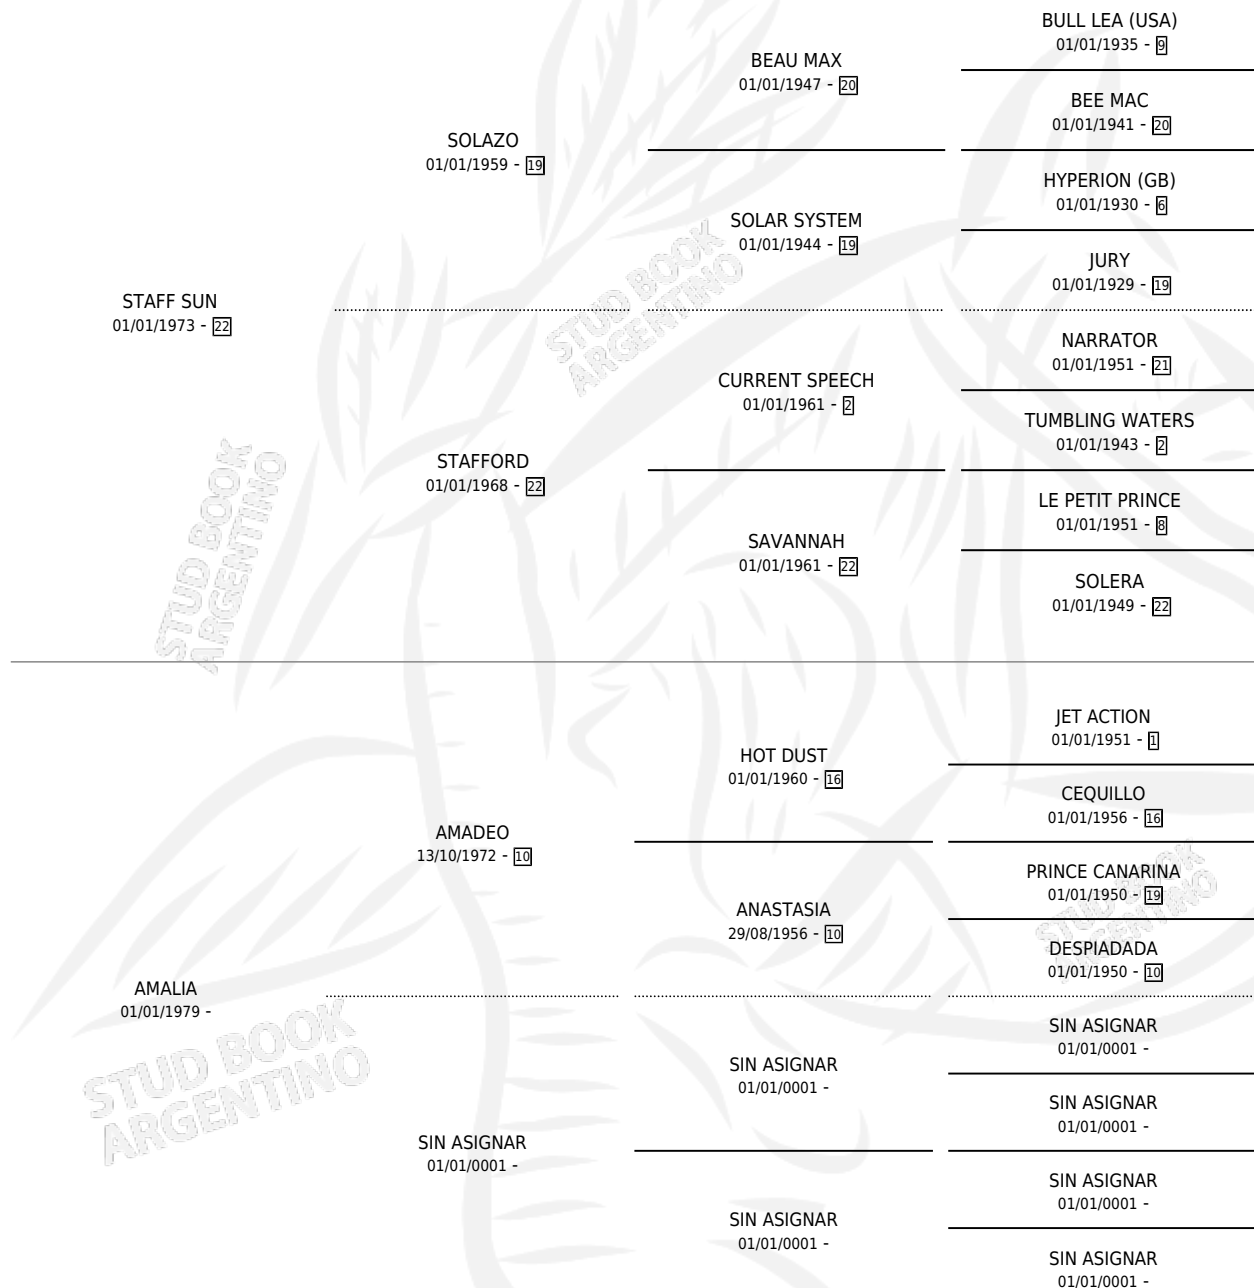 BULL LEA (USA)
01/01/1935 - 9
BEAU MAX
01/01/1947 - 20
BEE MAC
01/01/1941 - 20
SOLAZO
01/01/1959 - 19
HYPERION (GB)
01/01/1930 - 6
SOLAR SYSTEM
01/01/1944 - 19
JURY
01/01/1929 - 19
STAFF SUN
01/01/1973 - 22
NARRATOR
01/01/1951 - 21
CURRENT SPEECH
01/01/1961 - 2
TUMBLING WATERS
01/01/1943 - 2
STAFFORD
01/01/1968 - 22
LE PETIT PRINCE
01/01/1951 - 8
SAVANNAH
01/01/1961 - 22
SOLERA
01/01/1949 - 22
JET ACTION
01/01/1951 - 1
HOT DUST
01/01/1960 - 16
CEQUILLO
01/01/1956 - 16
AMADEO
13/10/1972 - 10
PRINCE CANARINA
01/01/1950 - 19
ANASTASIA
29/08/1956 - 10
DESPIADADA
01/01/1950 - 10
AMALIA
01/01/1979 -
SIN ASIGNAR
01/01/0001 -
SIN ASIGNAR
01/01/0001 -
SIN ASIGNAR
01/01/0001 -
SIN ASIGNAR
01/01/0001 -
SIN ASIGNAR
01/01/0001 -
SIN ASIGNAR
01/01/0001 -
SIN ASIGNAR
01/01/0001 -
STUD BOOK
ARGENTINO
STUD BOOK
ARGENTINO
STUD BOOK
ARGENTINO
STUD BOOK
ARGENTINO